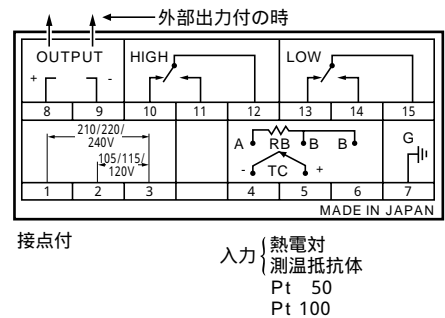 外部出力付の時
OUTPUT HIGH LOW
+ -
8 9 10 11 12 13 14 15
210/220/
240V
105/115/
120V
A RB B B G
- TC +
1 2 3 4 5 6 7
MADE IN JAPAN
接点付
入力 熱電対
測温抵抗体
Pt 50
Pt 100